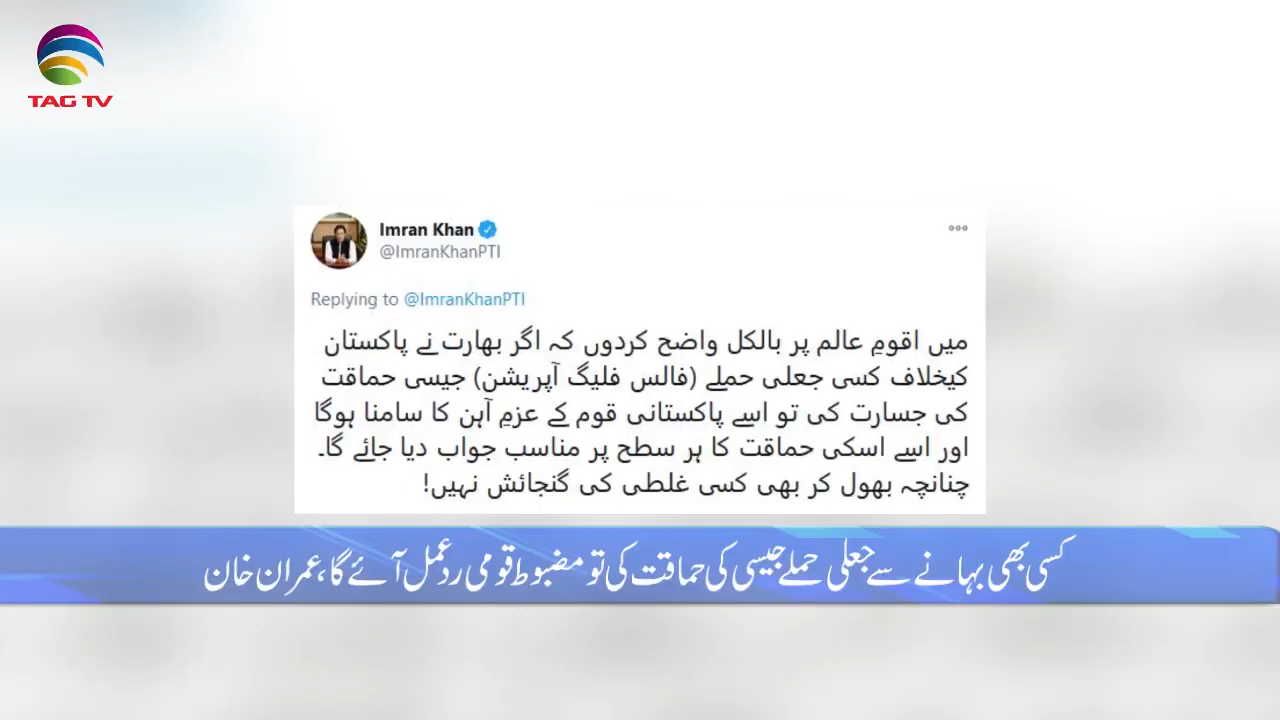 TAG TV
Imran Khan
@ImranKhanPTI
Replying to @ImranKhanPTI
میں اقومِ عالم پر بالکل واضح کردوں کہ اگر بھارت نے پاکستان
کیخلاف کسی جعلی حملے (فالس فلیگ آپریشن) جیسی حماقت
کی جسارت کی تو اسے پاکستانی قوم کے عزمِ آہن کا سامنا ہوگا
اور اسے اسکی حماقت کا ہر سطح پر مناسب جواب دیا جائے گا۔
چنانچہ بھول کر بھی کسی غلطی کی گنجائش نہیں!
کسی بھی بہانے سے جعلی حملے جیسی کی حماقت کی تو مضبوط قومی ردعمل آئے گا، عمران خان